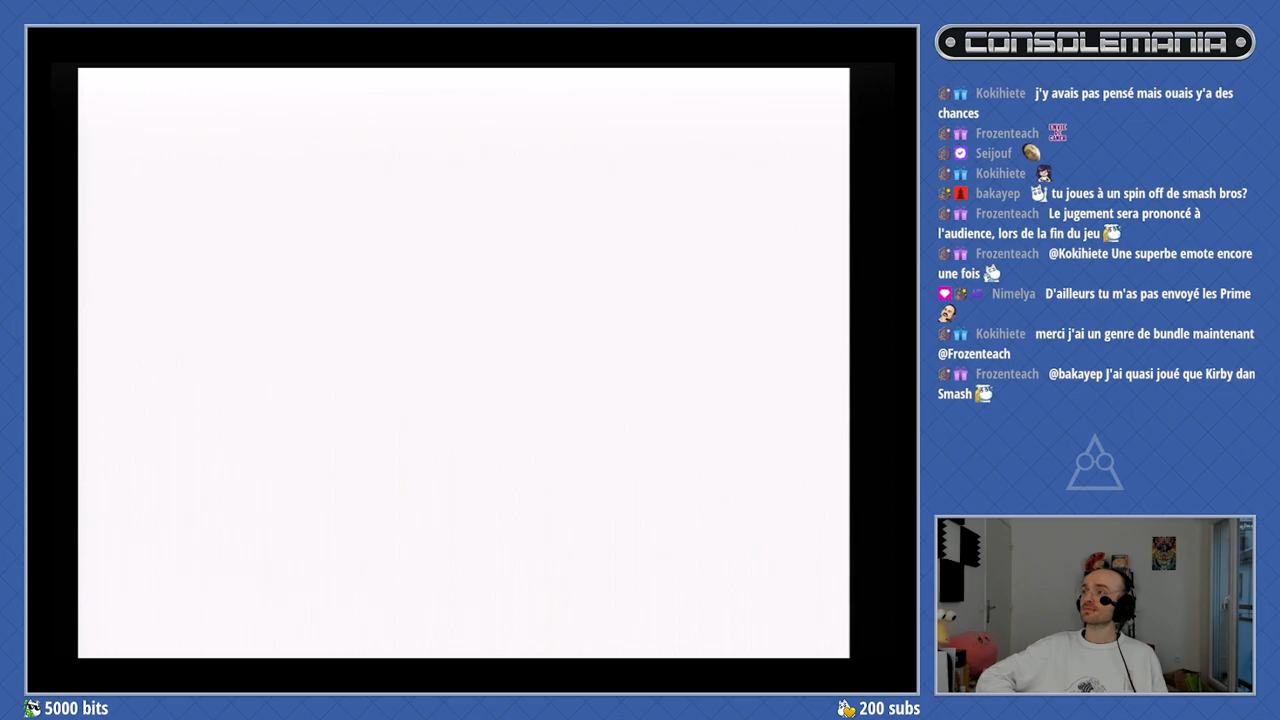 CONSOLEMANIA
Kokihiete j'y avais pas pensé mais ouais y'a des
chances
Frozenteach
Seijouf
Kokihiete
bakayep tu joues à un spin off de smash bros?
Frozenteach Le jugement sera prononcé à
l'audience, lors de la fin du jeu
Frozenteach @Kokihiete Une superbe emote encore
une fois
Nimelya D'ailleurs tu m'as pas envoyé les Prime
Kokihiete merci j'ai un genre de bundle maintenant
@Frozenteach
Frozenteach @bakayep J'ai quasi joué que Kirby dan
Smash
5000 bits
200 subs